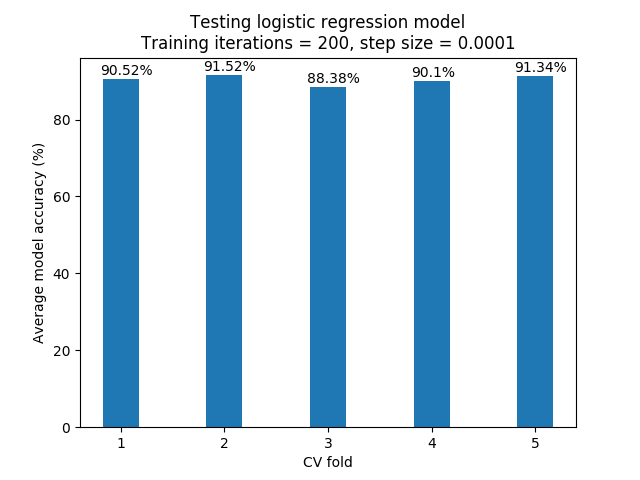 Testing logistic regression model
Training iterations = 200, step size = 0.0001
90.52%
91.52%
88.38%
90.1%
91.34%
Average model accuracy (%)
80
60
40
20
0
1 2 3 4 5
CV fold